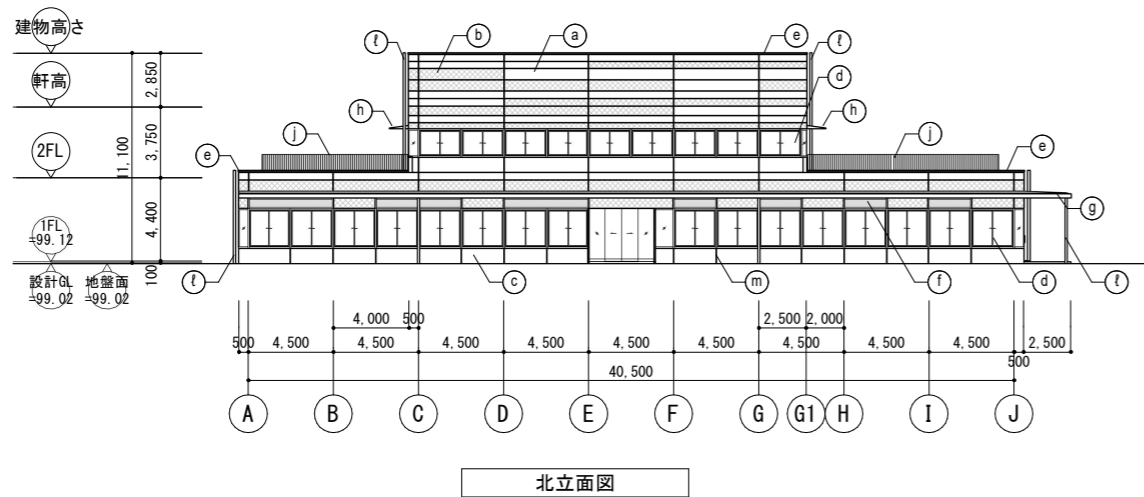 建物高さ
軒高
2FL
1FL
=99.12
設計GL
=99.02
地盤面
=99.02
11,100
2,850
3,750
4,400
100
ℓ b a e ℓ
d
h h
j j
e e
g
ℓ c m f d ℓ
4,000 500 2,500 2,000
500 4,500 4,500 4,500 4,500 4,500 4,500 4,500 4,500 4,500 500 2,500
40,500
A B C D E F G G1 H I J
北立面図